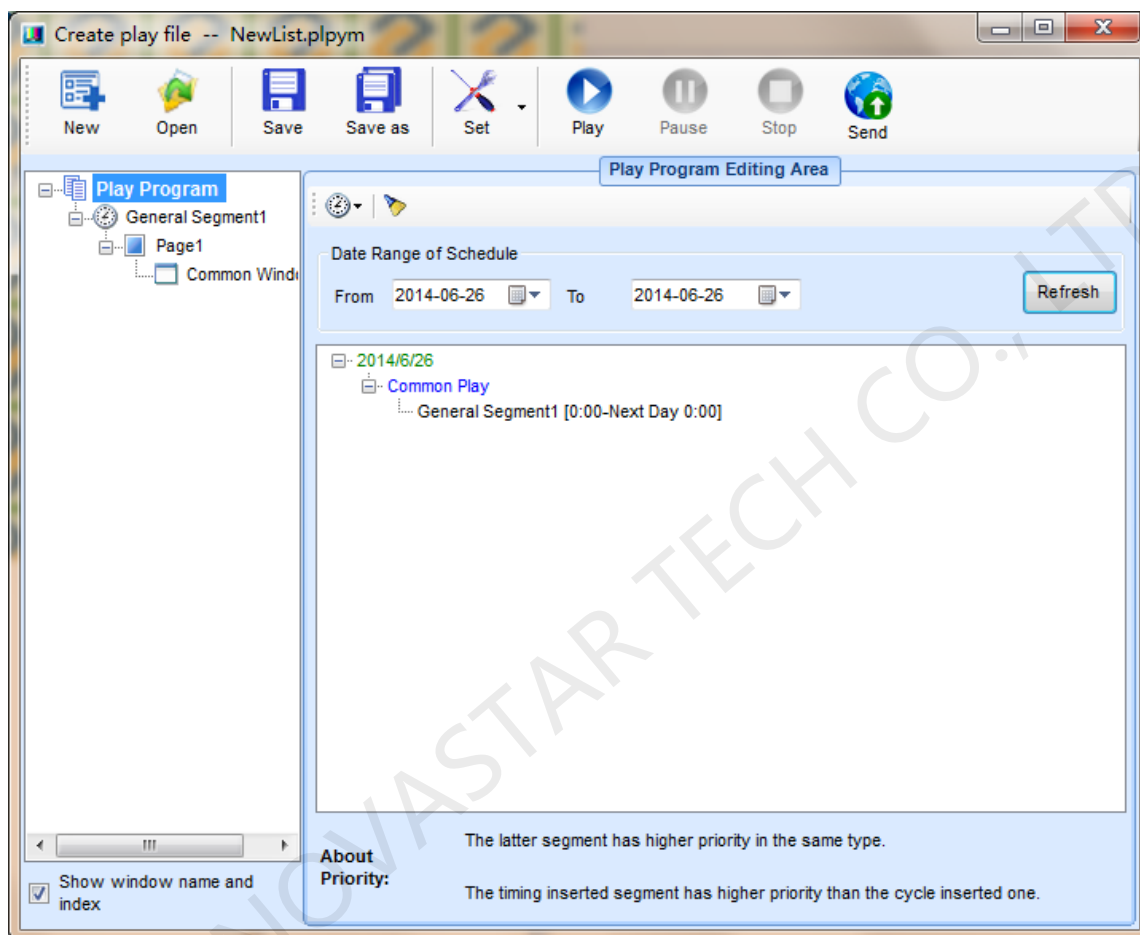 Create play file -- NewList.plpym
New Open Save Save as Set Play Pause Stop Send
Play Program Editing Area
Play Program
General Segment1
Page1
Common Windo
Date Range of Schedule
From 2014-06-26 To 2014-06-26 Refresh
2014/6/26
Common Play
General Segment1 [0:00-Next Day 0:00]
The latter segment has higher priority in the same type.
About
Priority:
The timing inserted segment has higher priority than the cycle inserted one.
Show window name and
index
NOVASTAR TECH CO., LTD